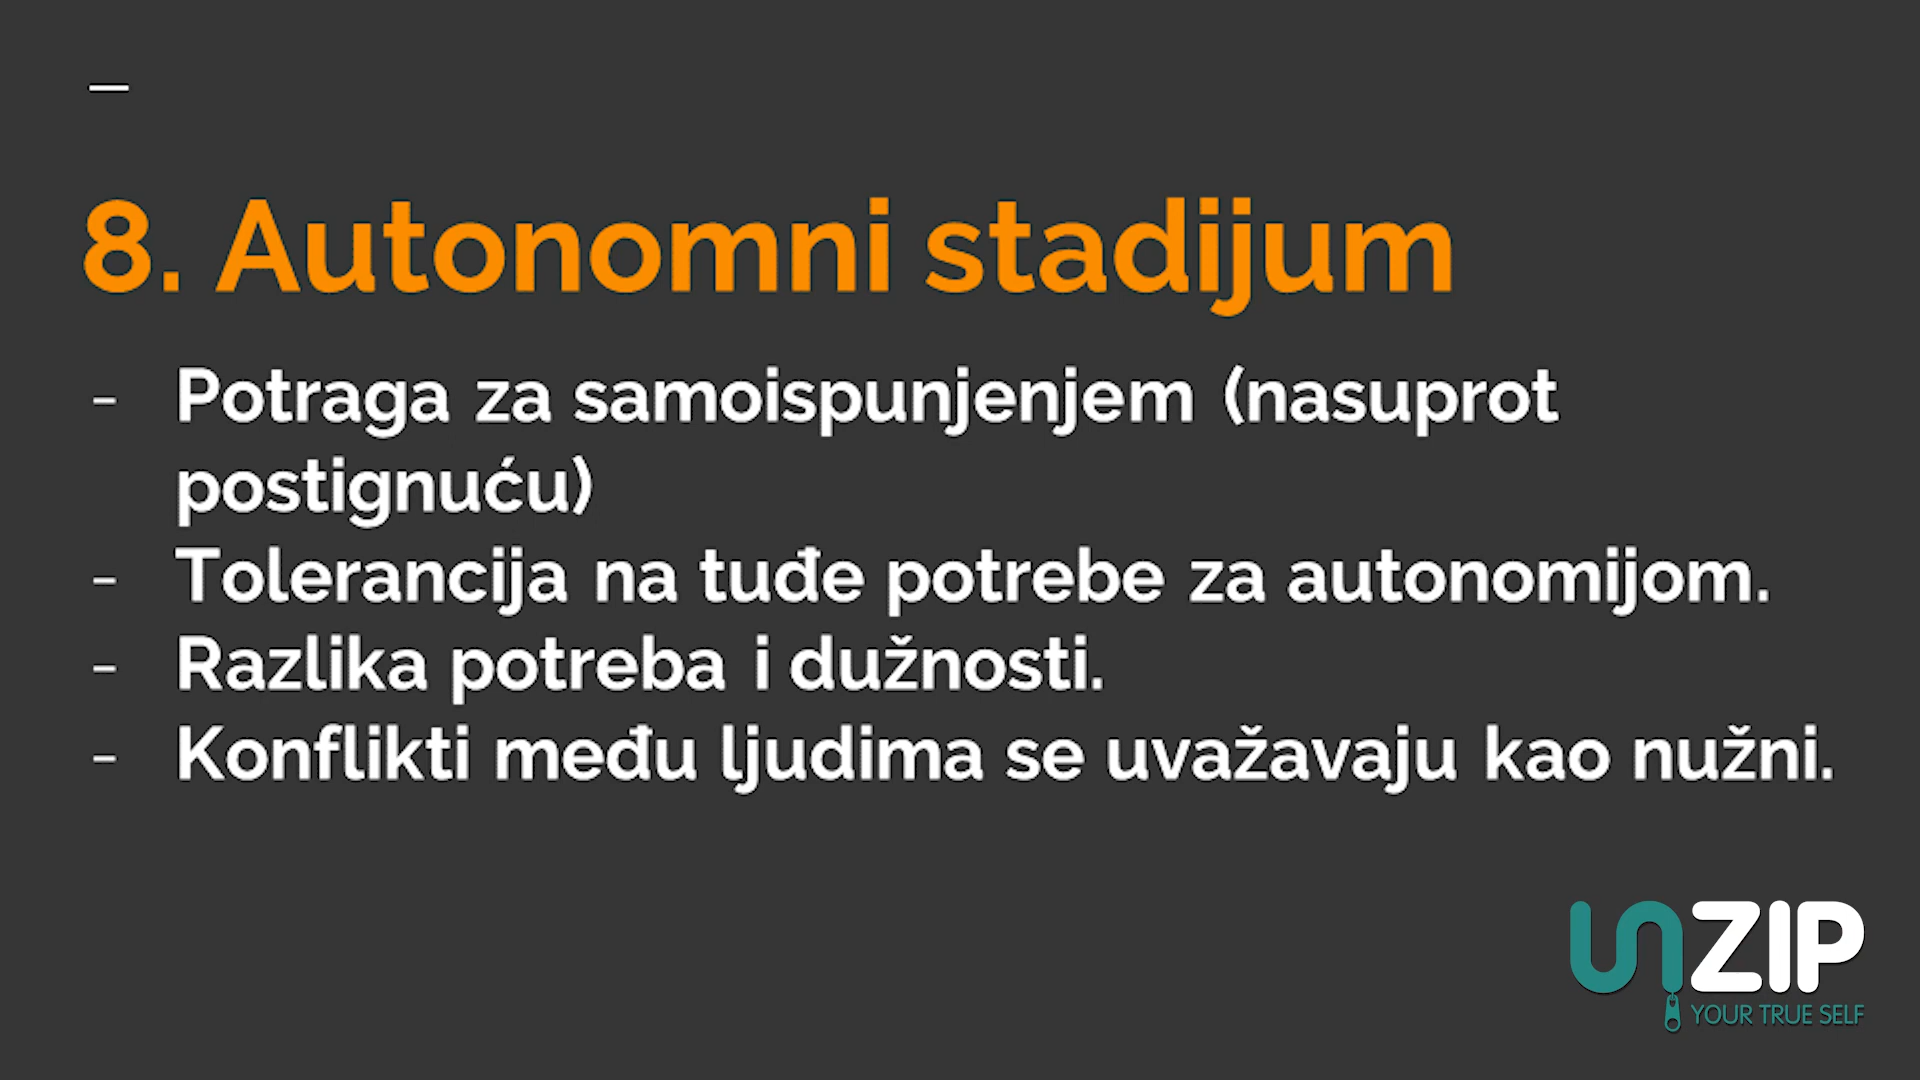 8. Autonomni stadijum
- Potraga za samoispunjenjem (nasuprot
postignuću)
- Tolerancija na tuđe potrebe za autonomijom.
- Razlika potreba i dužnosti.
- Konflikti među ljudima se uvažavaju kao nužni.
UNZIP
YOUR TRUE SELF